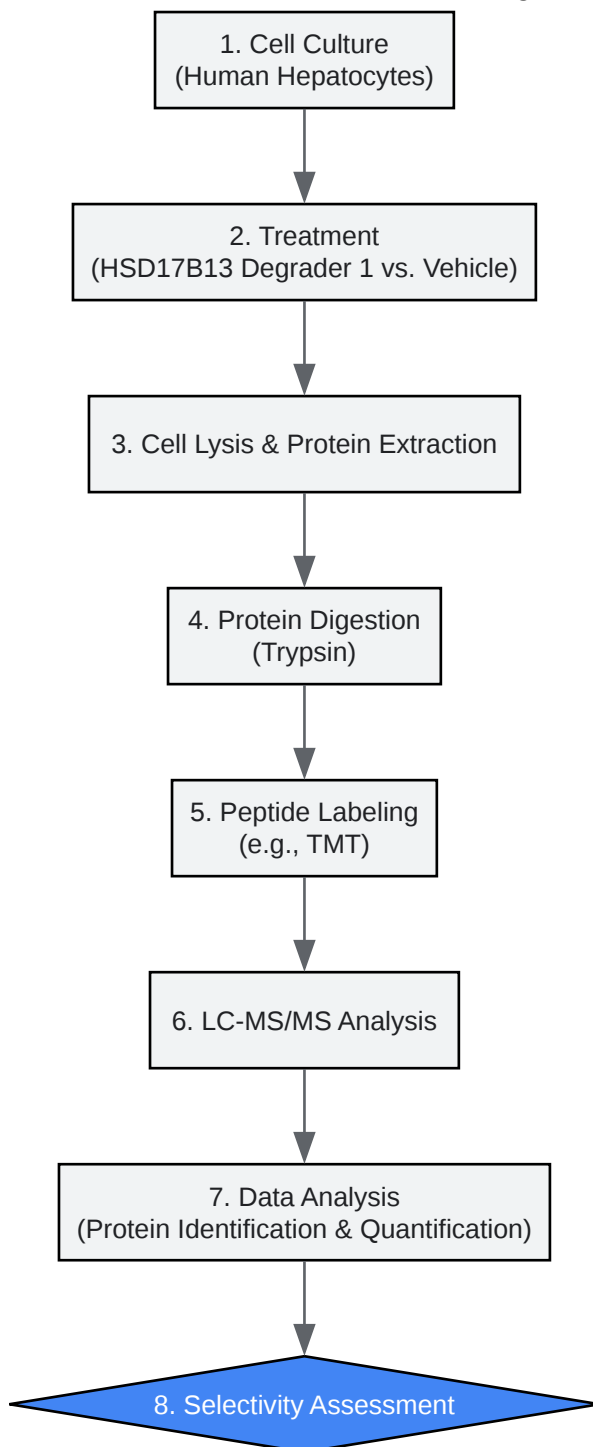 1. Cell Culture
(Human Hepatocytes)
2. Treatment
(HSD17B13 Degrader 1 vs. Vehicle)
3. Cell Lysis & Protein Extraction
4. Protein Digestion
(Trypsin)
5. Peptide Labeling
(e.g., TMT)
6. LC-MS/MS Analysis
7. Data Analysis
(Protein Identification & Quantification)
8. Selectivity Assessment